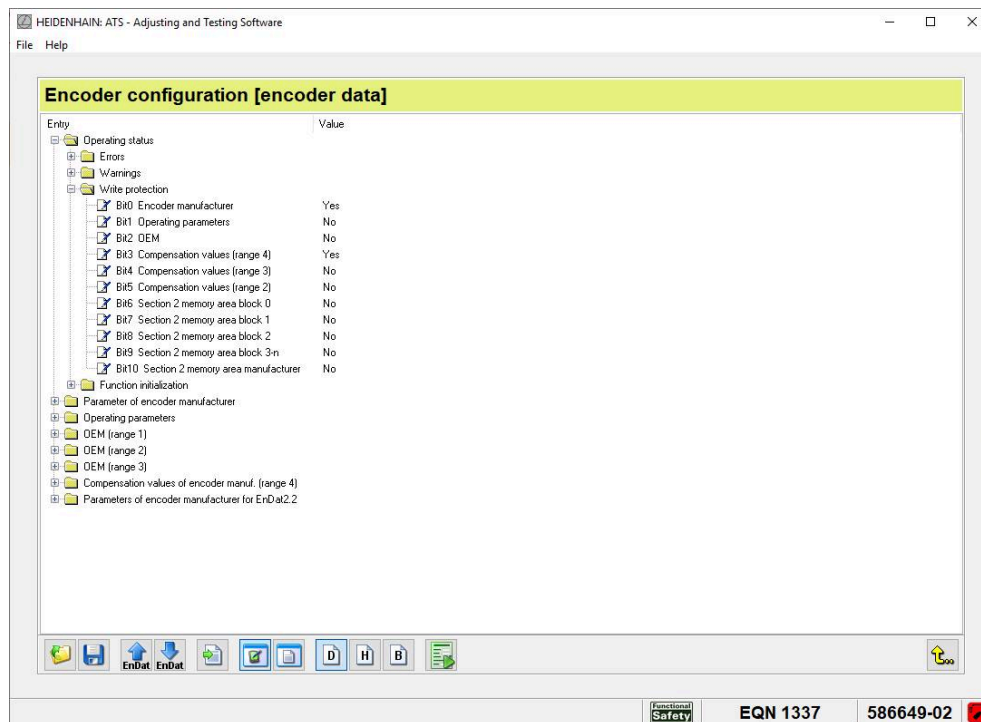 HEIDENHAIN: ATS - Adjusting and Testing Software
File Help
Encoder configuration [encoder data]
Entry Value
Operating status
Errors
Warnings
Write protection
Bit0 Encoder manufacturer Yes
Bit1 Operating parameters No
Bit2 OEM No
Bit3 Compensation values (range 4) Yes
Bit4 Compensation values (range 3) No
Bit5 Compensation values (range 2) No
Bit6 Section 2 memory area block 0 No
Bit7 Section 2 memory area block 1 No
Bit8 Section 2 memory area block 2 No
Bit9 Section 2 memory area block 3-n No
Bit10 Section 2 memory area manufacturer No
Function initialization
Parameter of encoder manufacturer
Operating parameters
OEM (range 1)
OEM (range 2)
OEM (range 3)
Compensation values of encoder manuf. (range 4)
Parameters of encoder manufacturer for EnDat2.2
EnDat EnDat D H B
Functional Safety EQN 1337 586649-02